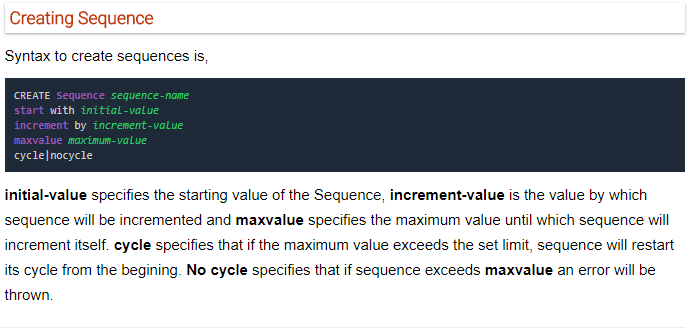 Creating Sequence
Syntax to create sequences is,
CREATE Sequence sequence-name
start with initial-value
increment by increment-value
maxvalue maximum-value
cycle|nocycle
initial-value specifies the starting value of the Sequence, increment-value is the value by which
sequence will be incremented and maxvalue specifies the maximum value until which sequence will
increment itself. cycle specifies that if the maximum value exceeds the set limit, sequence will restart
its cycle from the begining. No cycle specifies that if sequence exceeds maxvalue an error will be
thrown.